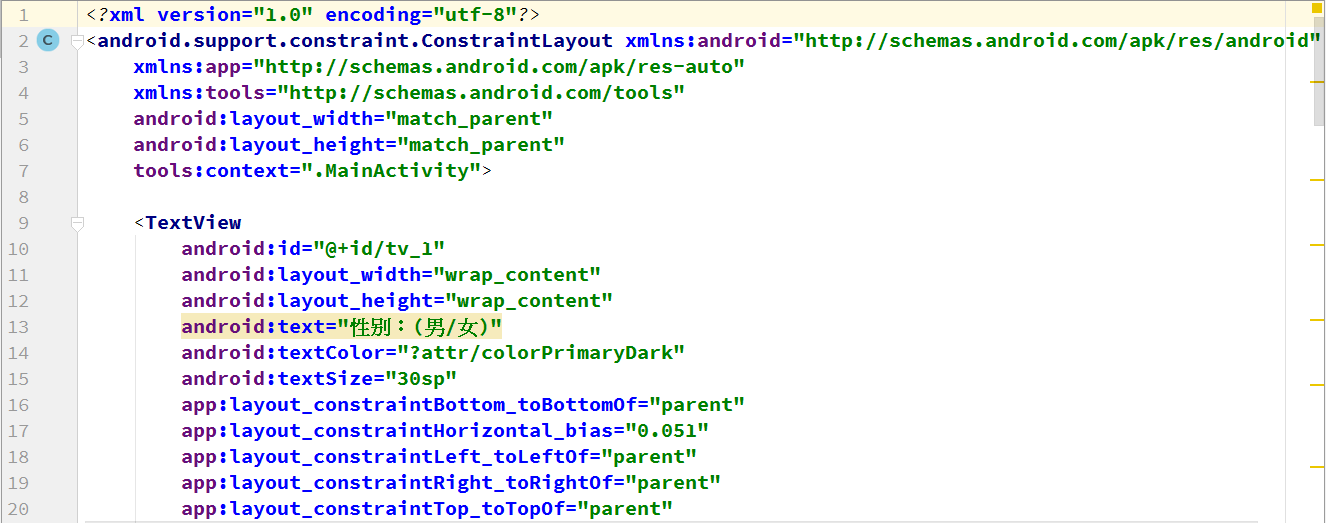 1 <?xml version="1.0" encoding="utf-8"?>
2 C <android.support.constraint.ConstraintLayout xmlns:android="http://schemas.android.com/apk/res/android"
3 xmlns:app="http://schemas.android.com/apk/res-auto"
4 xmlns:tools="http://schemas.android.com/tools"
5 android:layout_width="match_parent"
6 android:layout_height="match_parent"
7 tools:context=".MainActivity">
8
9 <TextView
10 android:id="@+id/tv_1"
11 android:layout_width="wrap_content"
12 android:layout_height="wrap_content"
13 android:text="性别：(男/女)"
14 android:textColor="?attr/colorPrimaryDark"
15 android:textSize="30sp"
16 app:layout_constraintBottom_toBottomOf="parent"
17 app:layout_constraintHorizontal_bias="0.051"
18 app:layout_constraintLeft_toLeftOf="parent"
19 app:layout_constraintRight_toRightOf="parent"
20 app:layout_constraintTop_toTopOf="parent"